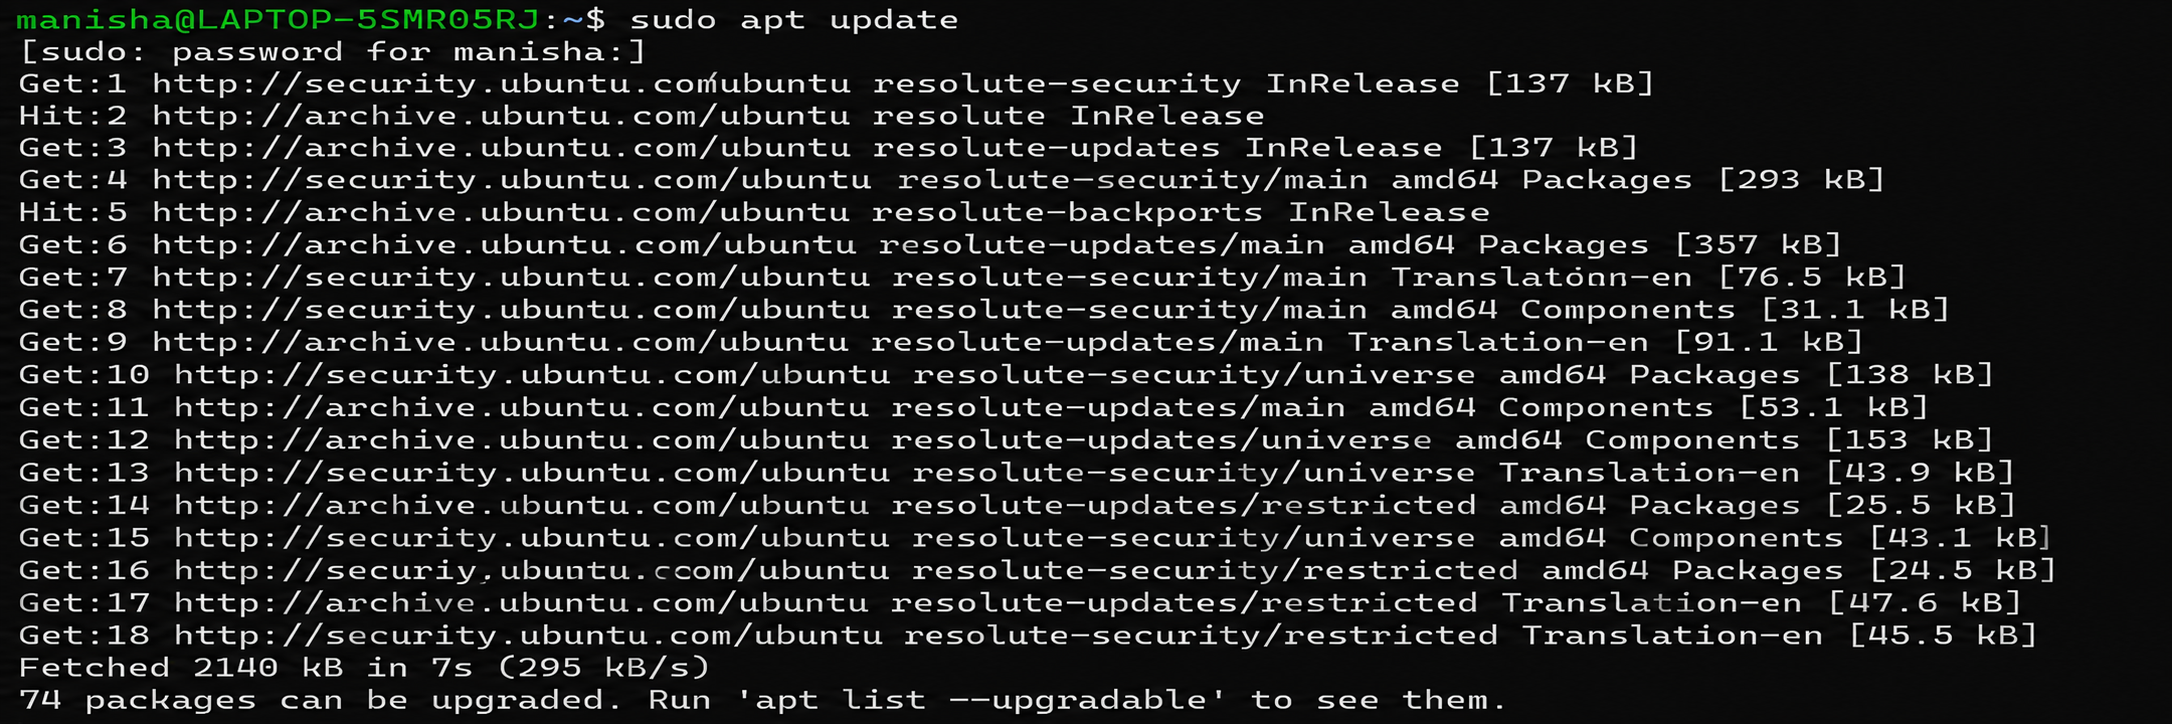 manisha@LAPTOP-5SMR05RJ:~$ sudo apt update
[sudo: password for manisha:]
Get:1 http://security.ubuntu.com/ubuntu resolute-security InRelease [137 kB]
Hit:2 http://archive.ubuntu.com/ubuntu resolute InRelease
Get:3 http://archive.ubuntu.com/ubuntu resolute-updates InRelease [137 kB]
Get:4 http://security.ubuntu.com/ubuntu resolute-security/main amd64 Packages [293 kB]
Hit:5 http://archive.ubuntu.com/ubuntu resolute-backports InRelease
Get:6 http://archive.ubuntu.com/ubuntu resolute-updates/main amd64 Packages [357 kB]
Get:7 http://security.ubuntu.com/ubuntu resolute-security/main Translatónn-en [76.5 kB]
Get:8 http://security.ubuntu.com/ubuntu resolute-security/main amd64 Components [31.1 kB]
Get:9 http://archive.ubuntu.com/ubuntu resolute-updates/main Translation-en [91.1 kB]
Get:10 http://security.ubuntu.com/ubuntu resolute-security/universe amd64 Packages [138 kB]
Get:11 http://archive.ubuntu.com/ubuntu resolute-updates/main amd64 Components [53.1 kB]
Get:12 http://archive.ubuntu.com/ubuntu resolute-updates/universe amd64 Components [153 kB]
Get:13 http://security.ubuntu.com/ubuntu resolute-security/universe Translation-en [43.9 kB]
Get:14 http://archive.ubuntu.com/ubuntu resolute-updates/restricted amd64 Packages [25.5 kB]
Get:15 http://security.ubuntu.com/ubuntu resolute-security/universe amd64 Components [43.1 kB]
Get:16 http://securiy,ubuntu.ccom/ubuntu resolute-security/restricted amd64 Packages [24.5 kB]
Get:17 http://archive.ubuntu.com/ubuntu resolute-updates/restricted Translation-en [47.6 kB]
Get:18 http://security.ubuntu.com/ubuntu resolute-security/restricted Translation-en [45.5 kB]
Fetched 2140 kB in 7s (295 kB/s)
74 packages can be upgraded. Run 'apt list --upgradable' to see them.